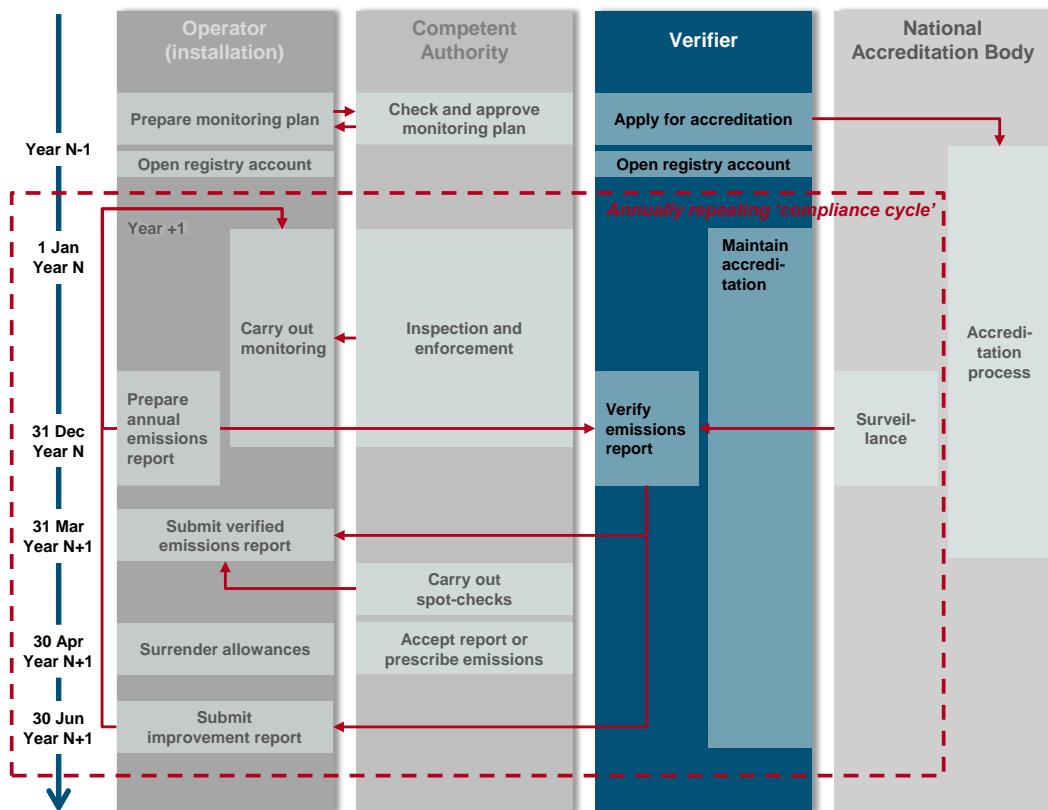 Operator
(installation)
Competent
Authority
Verifier
National
Accreditation Body
Year N-1
Prepare monitoring plan
Check and approve
monitoring plan
Apply for accreditation
Open registry account
Open registry account
Annually repesting ‘compliance cycle’
Year +1
1 Jan
Year N
Maintain
accredi-
tation
Carry out
monitoring
Inspection and
enforcement
Accredi-
tation
process
31 Dec
Year N
Prepare
annual
emissions
report
Verify
emissions
report
Surveil-
lance
31 Mar
Year N+1
Submit verified
emissions report
Carry out
spot-checks
30 Apr
Year N+1
Surrender allowances
Accept report or
prescribe emissions
30 Jun
Year N+1
Submit
improvement report